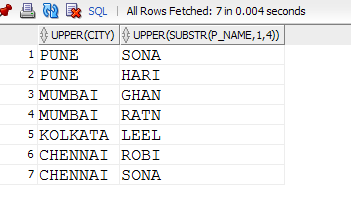 SQL | All Rows Fetched: 7 in 0.004 seconds
UPPER(CITY) UPPER(SUBSTR(P_NAME,1,4))
1 PUNE SONA
2 PUNE HARI
3 MUMBAI GHAN
4 MUMBAI RATN
5 KOLKATA LEEL
6 CHENNAI ROBI
7 CHENNAI SONA